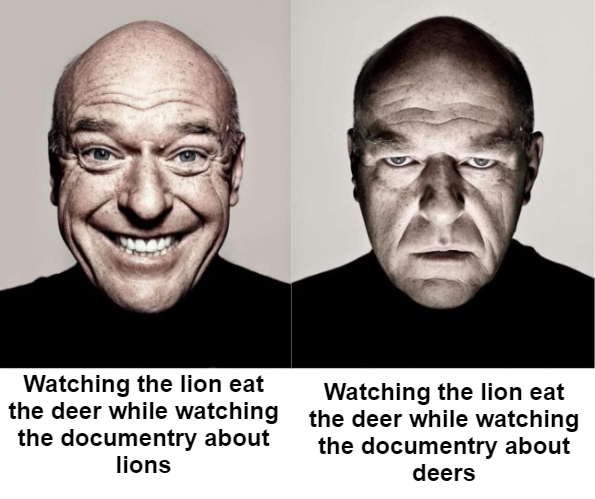 Watching the lion eat
the deer while watching
the documentry about
lions
Watching the lion eat
the deer while watching
the documentry about
deers